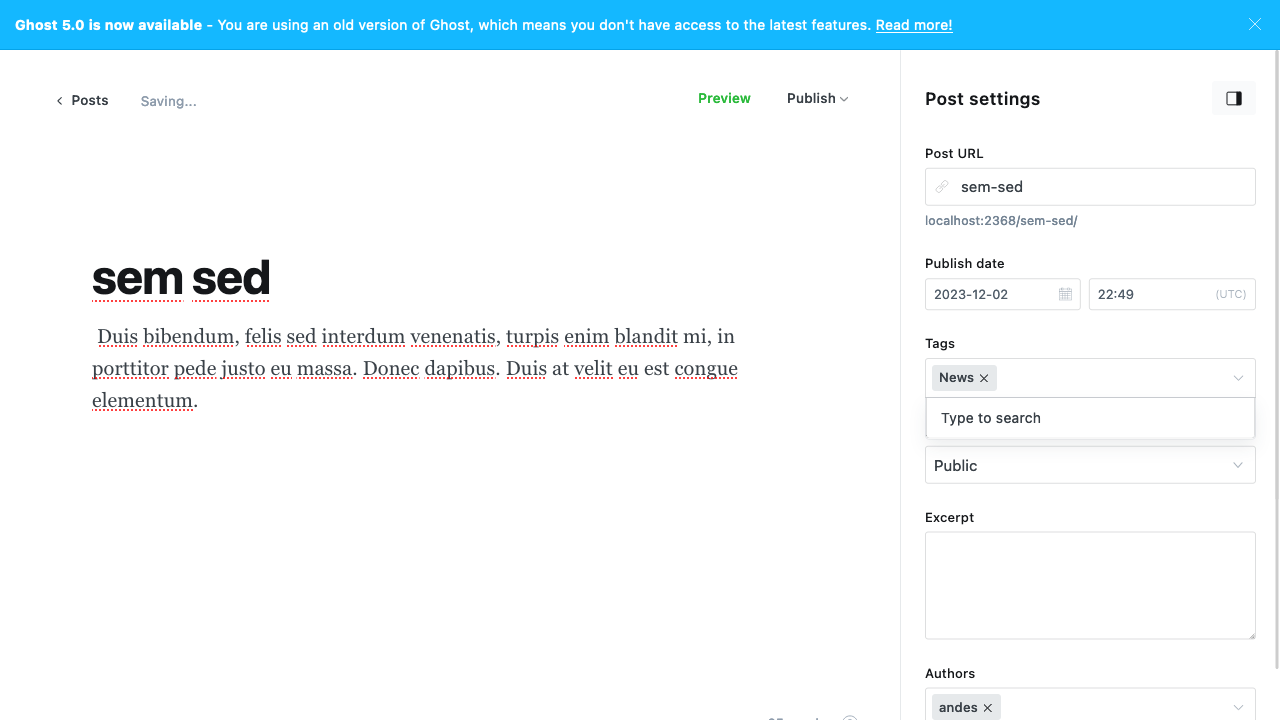 Ghost 5.0 is now available - You are using an old version of Ghost, which means you don't have access to the latest features. Read more!
Posts
Saving...
Preview
Publish
sem sed
Duis bibendum, felis sed interdum venenatis, turpis enim blandit mi, in
porttitor pede justo eu massa. Donec dapibus. Duis at velit eu est congue
elementum.
Post settings
Post URL
sem-sed
localhost:2368/sem-sed/
Publish date
2023-12-02
22:49
(UTC)
Tags
News
Type to search
Public
Excerpt
Authors
andes